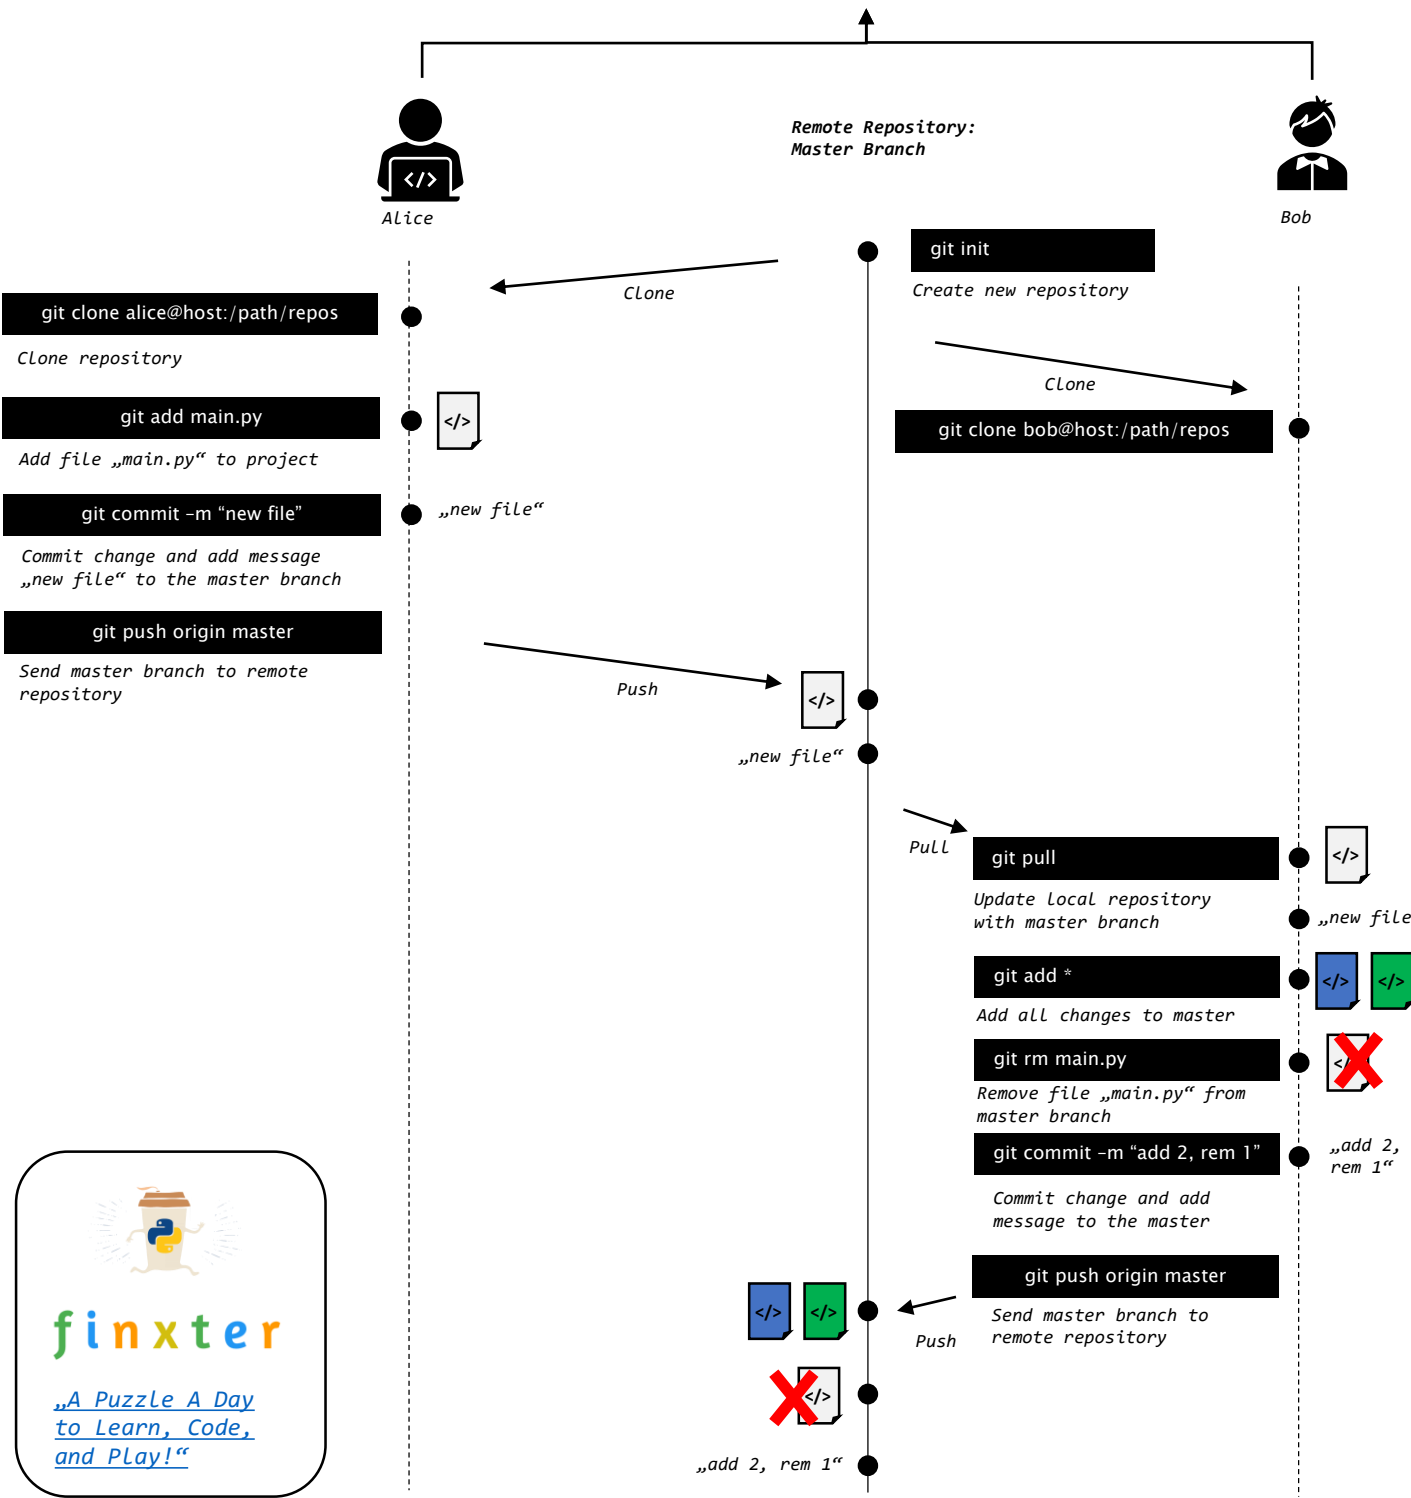 Remote Repository:
Master Branch
Alice
Bob
git init
Create new repository
Clone
git clone alice@host:/path/repos
Clone repository
Clone
git clone bob@host:/path/repos
git add main.py
</>
Add file „main.py“ to project
git commit –m “new file”
„new file“
Commit change and add message
„new file“ to the master branch
git push origin master
Send master branch to remote
repository
Push
</>
„new file“
Pull
git pull
</>
Update local repository
with master branch
„new file
git add *
</>
</>
Add all changes to master
git rm main.py
Remove file „main.py“ from
master branch
git commit –m “add 2, rem 1”
„add 2,
rem 1“
Commit change and add
message to the master
git push origin master
Send master branch to
remote repository
Push
</>
</>
</>
„add 2, rem 1“
</>
finxter
„A Puzzle A Day
to Learn, Code,
and Play!“